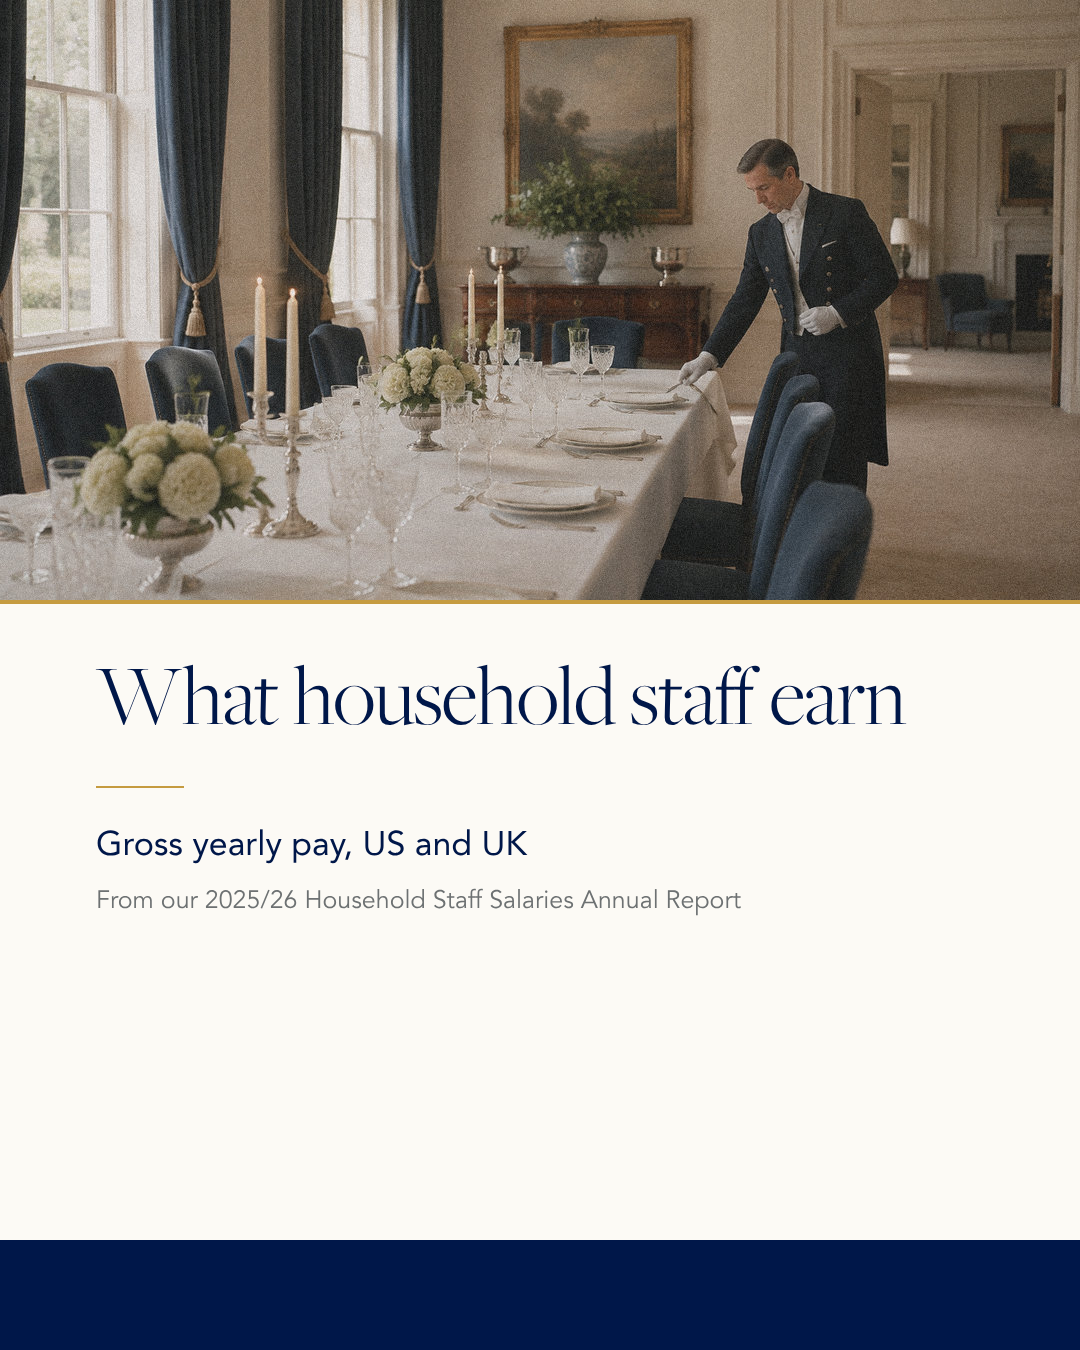 What household staff earn
Gross yearly pay, US and UK
From our 2025/26 Household Staff Salaries Annual Report